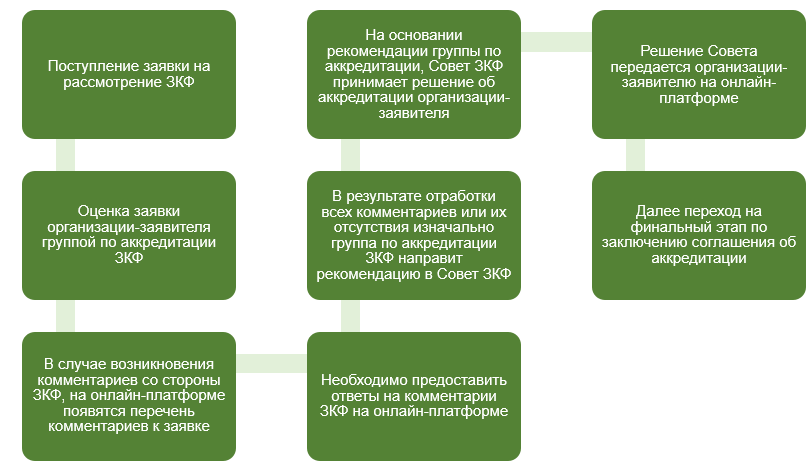 Поступление заявки на
рассмотрение ЗКФ
Оценка заявки
организации-заявителя
группой по аккредитации
ЗКФ
В случае возникновения
комментариев со стороны
ЗКФ, на онлайн-платформе
появятся перечень
комментариев к заявке
Необходимо предоставить
ответы на комментарии
ЗКФ на онлайн-платформе
В результате отработки
всех комментариев или их
отсутствия изначально
группа по аккредитации
ЗКФ направит
рекомендацию в Совет ЗКФ
На основании
рекомендации группы по
аккредитации, Совет ЗКФ
принимает решение об
аккредитации организации-
заявителя
Решение Совета
передается организации-
заявителю на онлайн-
платформе
Далее переход на
финальный этап по
заключению соглашения об
аккредитации